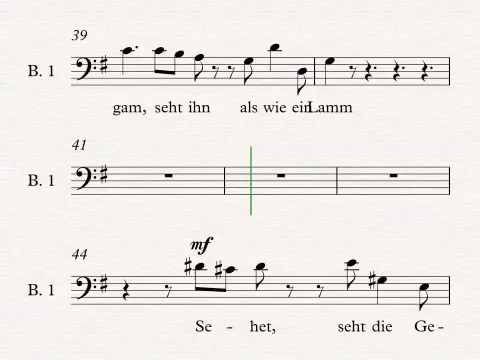 39
B. 1
gam, seht ihn als wie ein Lamm
41
B. 1
44
mf
B. 1
Se - het, seht die Ge -